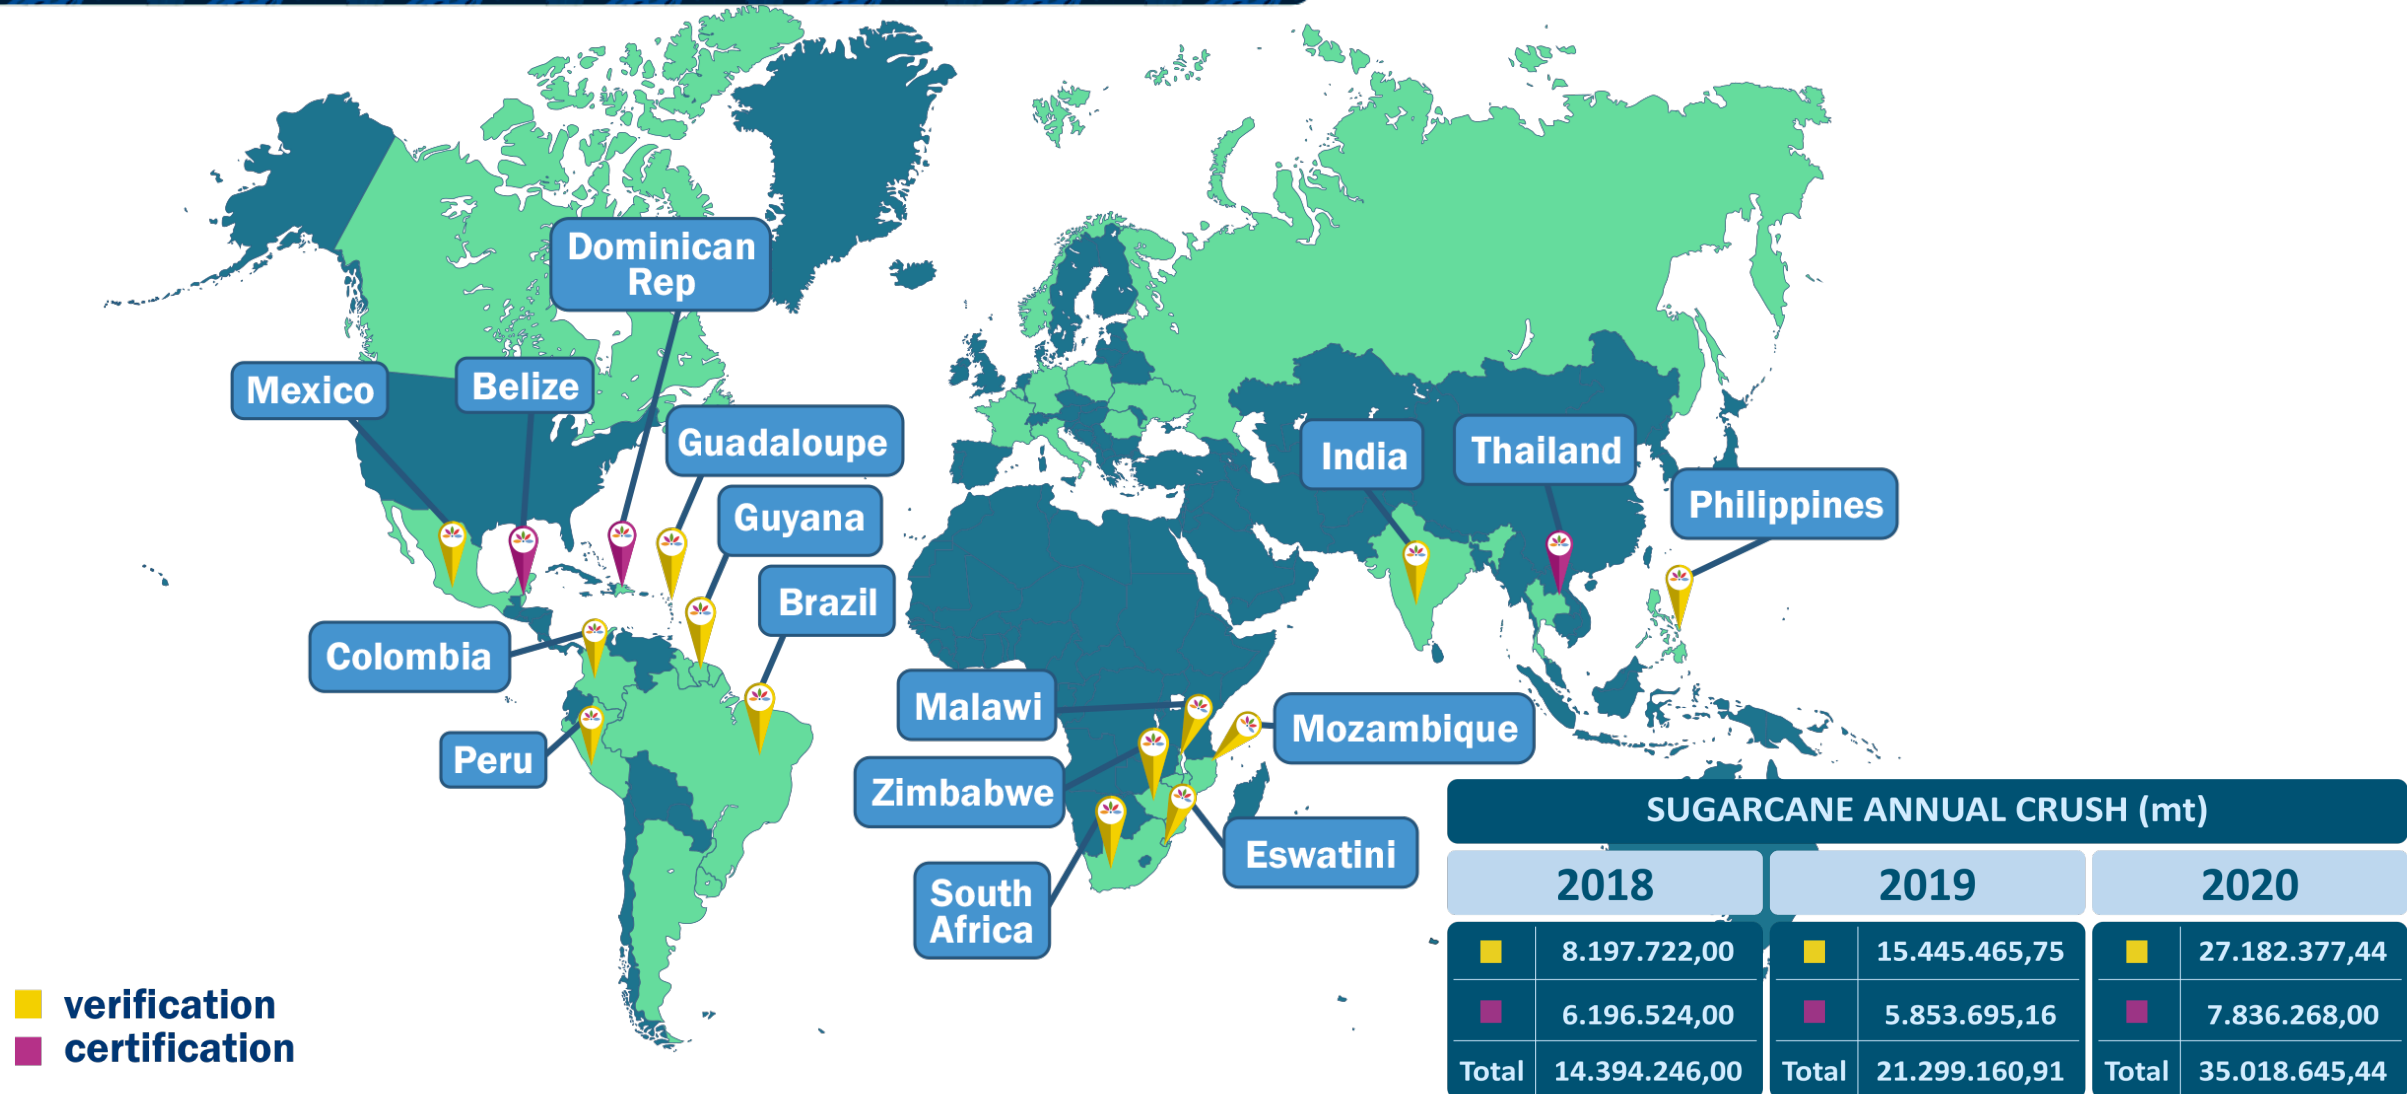 Dominican
Rep
Mexico
Belize
Guadaloupe
India
Thailand
Philippines
Guyana
Brazil
Colombia
Malawi
Mozambique
Peru
Zimbabwe
Eswatini
South
Africa
verification
certification
SUGARCANE ANNUAL CRUSH (mt)
2018 2019 2020
8.197.722,00 15.445.465,75 27.182.377,44
6.196.524,00 5.853.695,16 7.836.268,00
Total 14.394.246,00 Total 21.299.160,91 Total 35.018.645,44